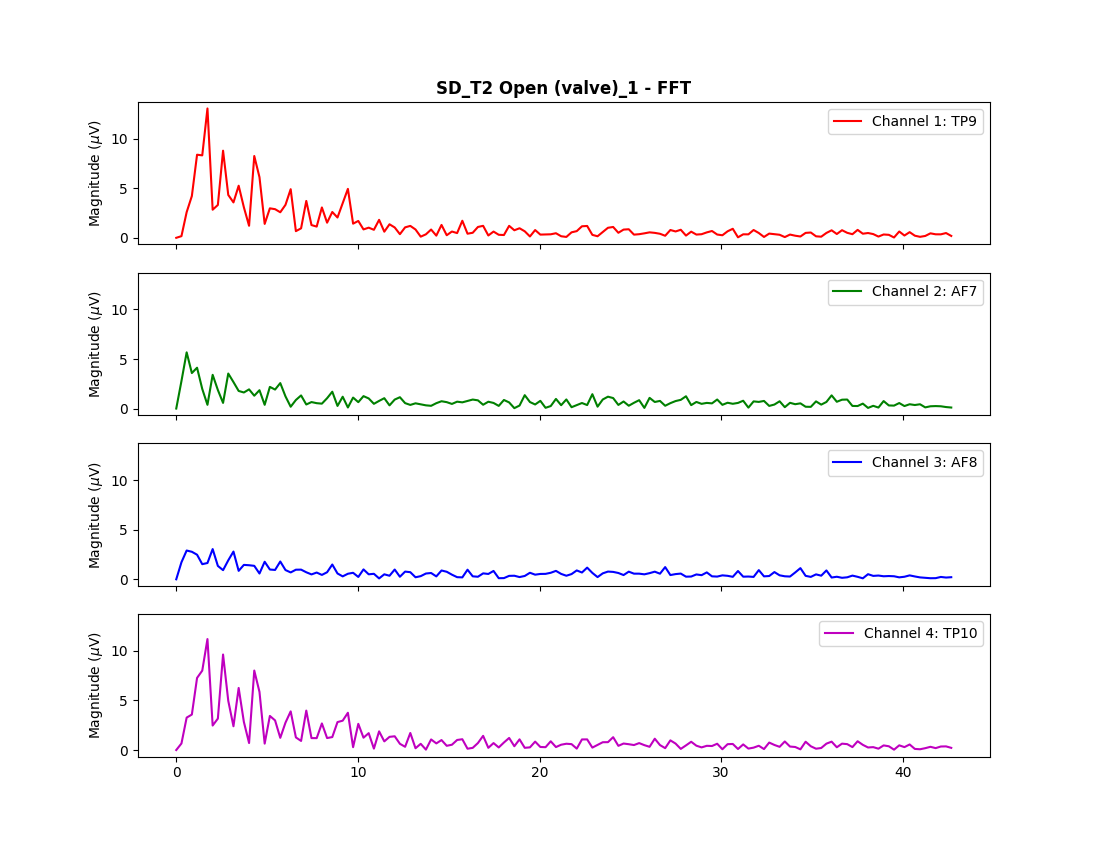 SD_T2 Open (valve)_1 - FFT
Magnitude (μV)
10
5
0
Channel 1: TP9
Magnitude (μV)
10
5
0
Channel 2: AF7
Magnitude (μV)
10
5
0
Channel 3: AF8
Magnitude (μV)
10
5
0
Channel 4: TP10
0 10 20 30 40